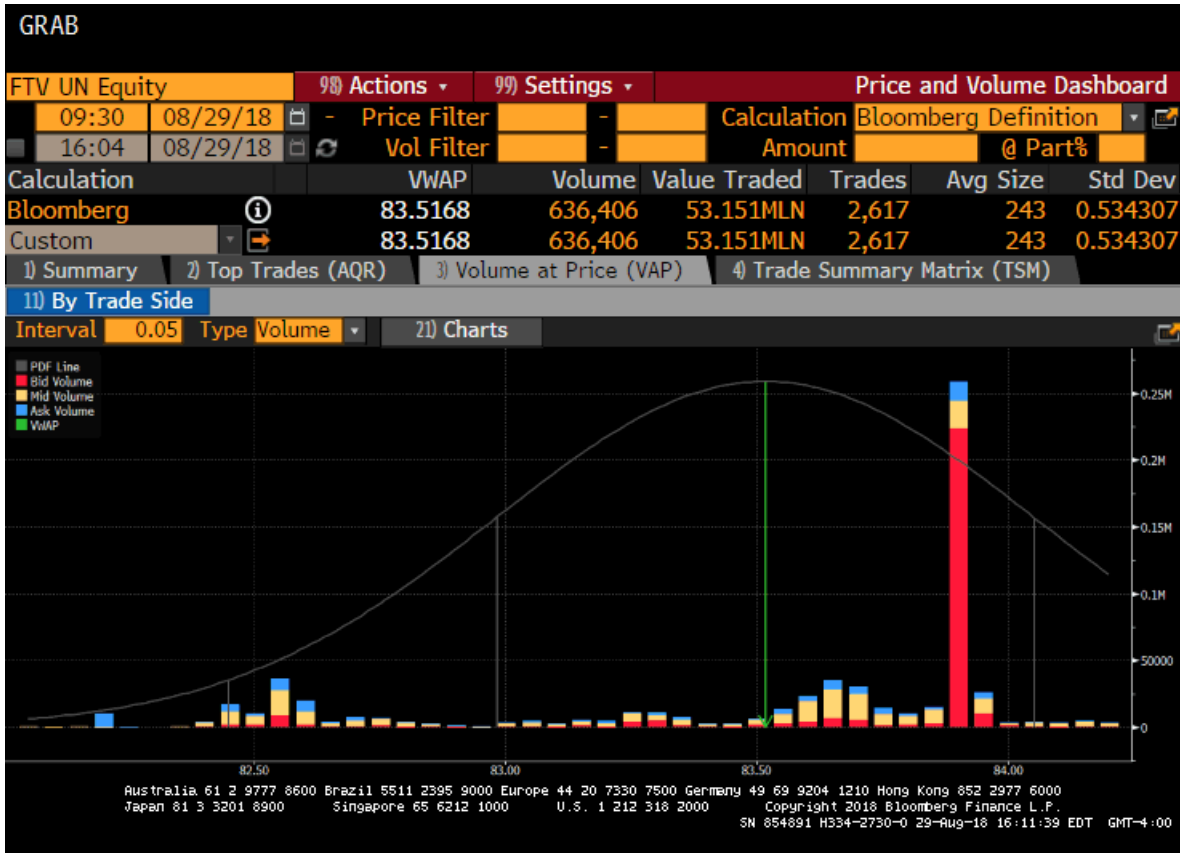 GRAB
FTV UN Equity 98) Actions 99) Settings Price and Volume Dashboard
09:30 08/29/18 - Price Filter - Calculation Bloomberg Definition
16:04 08/29/18 Vol Filter - Amount @ Part%
Calculation VWAP Volume Value Traded Trades Avg Size Std Dev
Bloomberg 83.5168 636,406 53.151MLN 2,617 243 0.534307
Custom 83.5168 636,406 53.151MLN 2,617 243 0.534307
1) Summary 2) Top Trades (AQR) 3) Volume at Price (VAP) 4) Trade Summary Matrix (TSM)
11) By Trade Side
Interval 0.05 Type Volume 21) Charts
PDF Line
Bid Volume
Mid Volume
Ask Volume
VWAP
0.25M
0.2M
0.15M
0.1M
50000
0
82.50 83.00 83.50 84.00
Australia 61 2 9777 8600 Brazil 5511 2395 9000 Europe 44 20 7330 7500 Germany 49 69 9204 1210 Hong Kong 852 2977 6000
Japan 81 3 3201 8900 Singapore 65 6212 1000 U.S. 1 212 318 2000 Copyright 2018 Bloomberg Finance L.P.
SN 854891 H334-2730-0 29-Aug-18 16:11:39 EDT GMT-4:00